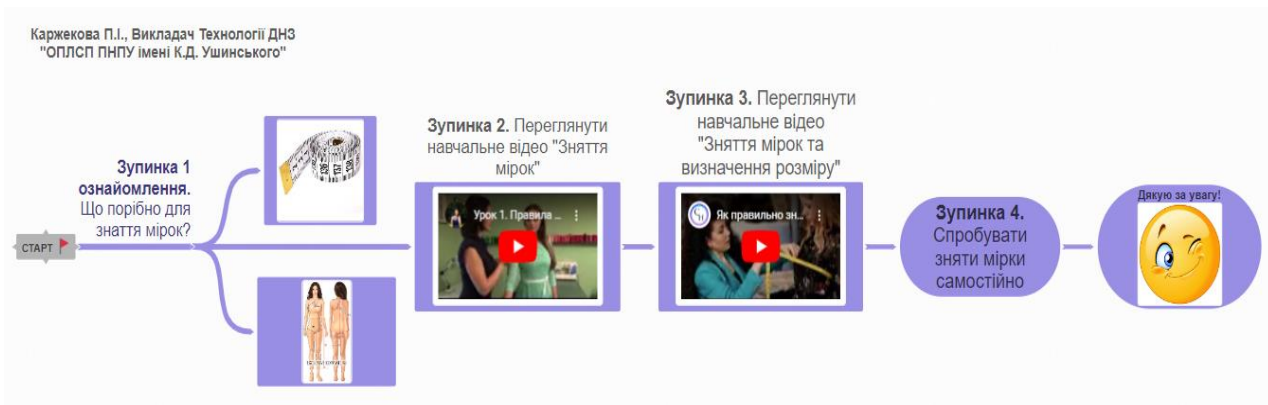 Каржекова П.І., Викладач Технології ДНЗ
"ОПЛСП ПНПУ імені К.Д. Ушинського"
СТАРТ
Зупинка 1
ознайомлення.
Що порібно для
знаття мірок?
Зупинка 2. Переглянути
навчальне відео "Зняття
мірок"
Урок 1. Правила ...
Зупинка 3. Переглянути
навчальне відео
"Зняття мірок та
визначення розміру"
Як правильно зн...
Зупинка 4.
Спробувати
зняти мірки
самостійно
Дякую за увагу!